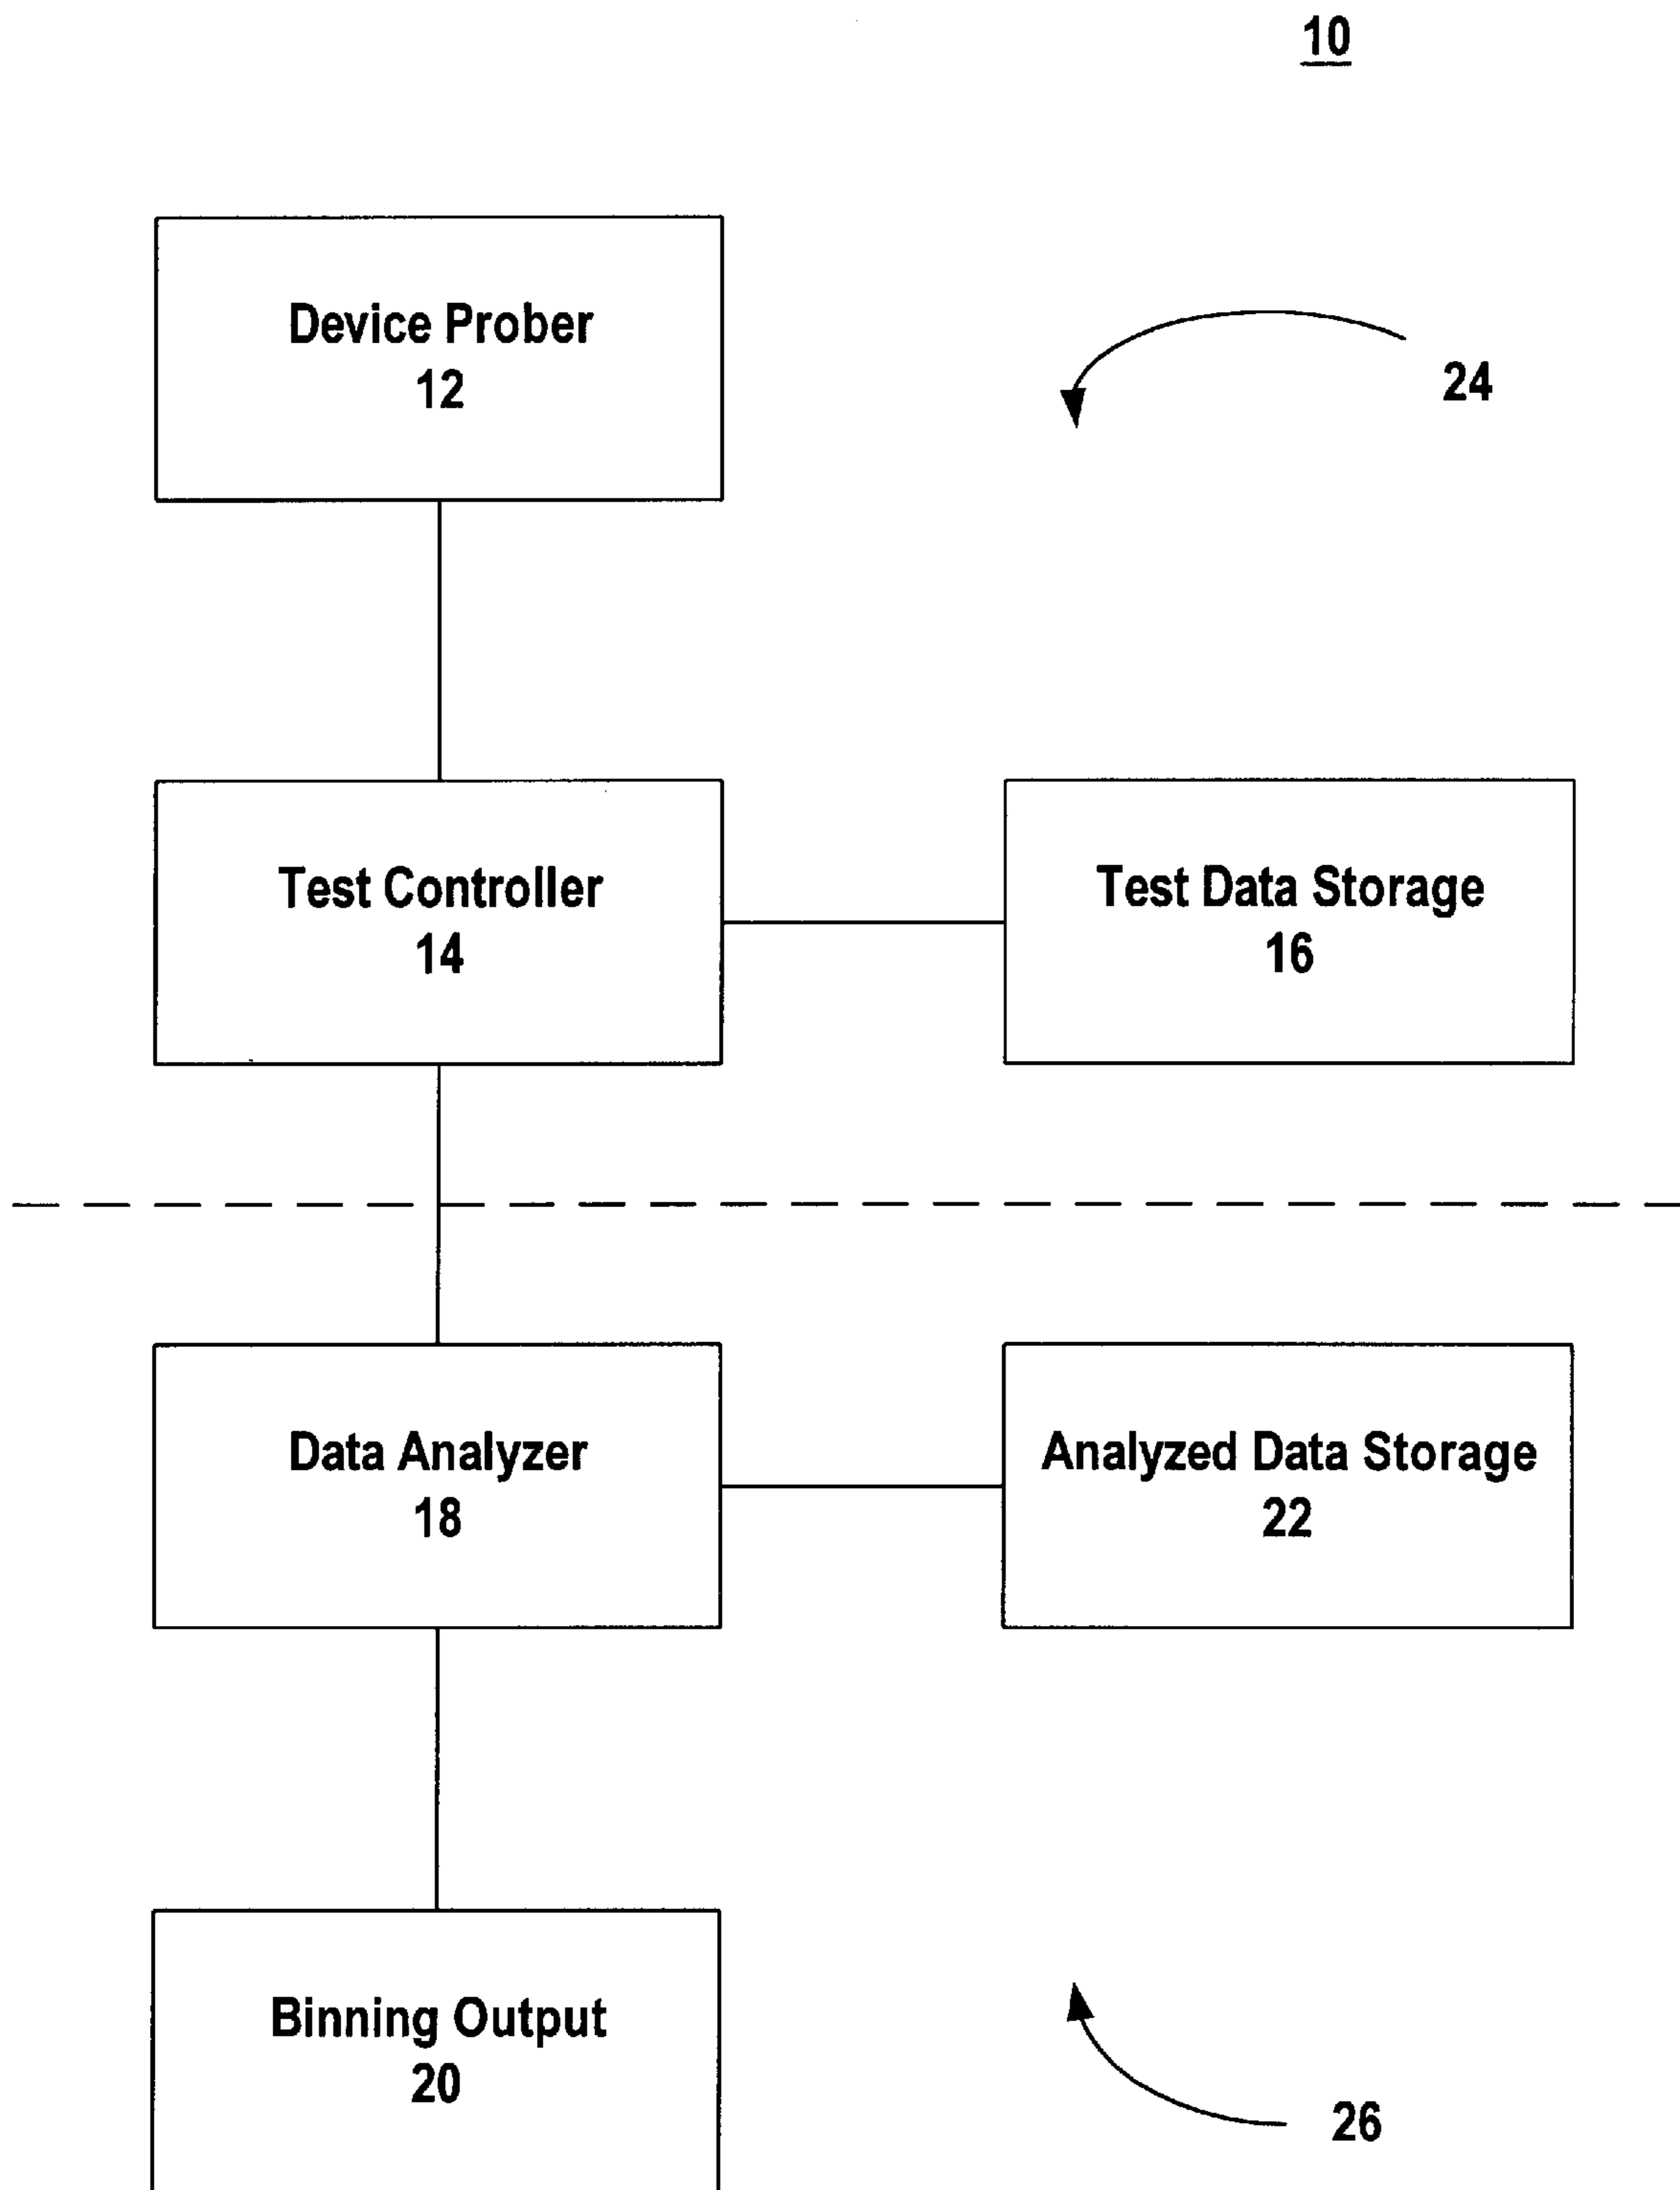 10
Device Prober
12
24
Test Controller
14
Test Data Storage
16
Data Analyzer
18
Analyzed Data Storage
22
Binning Output
20
26